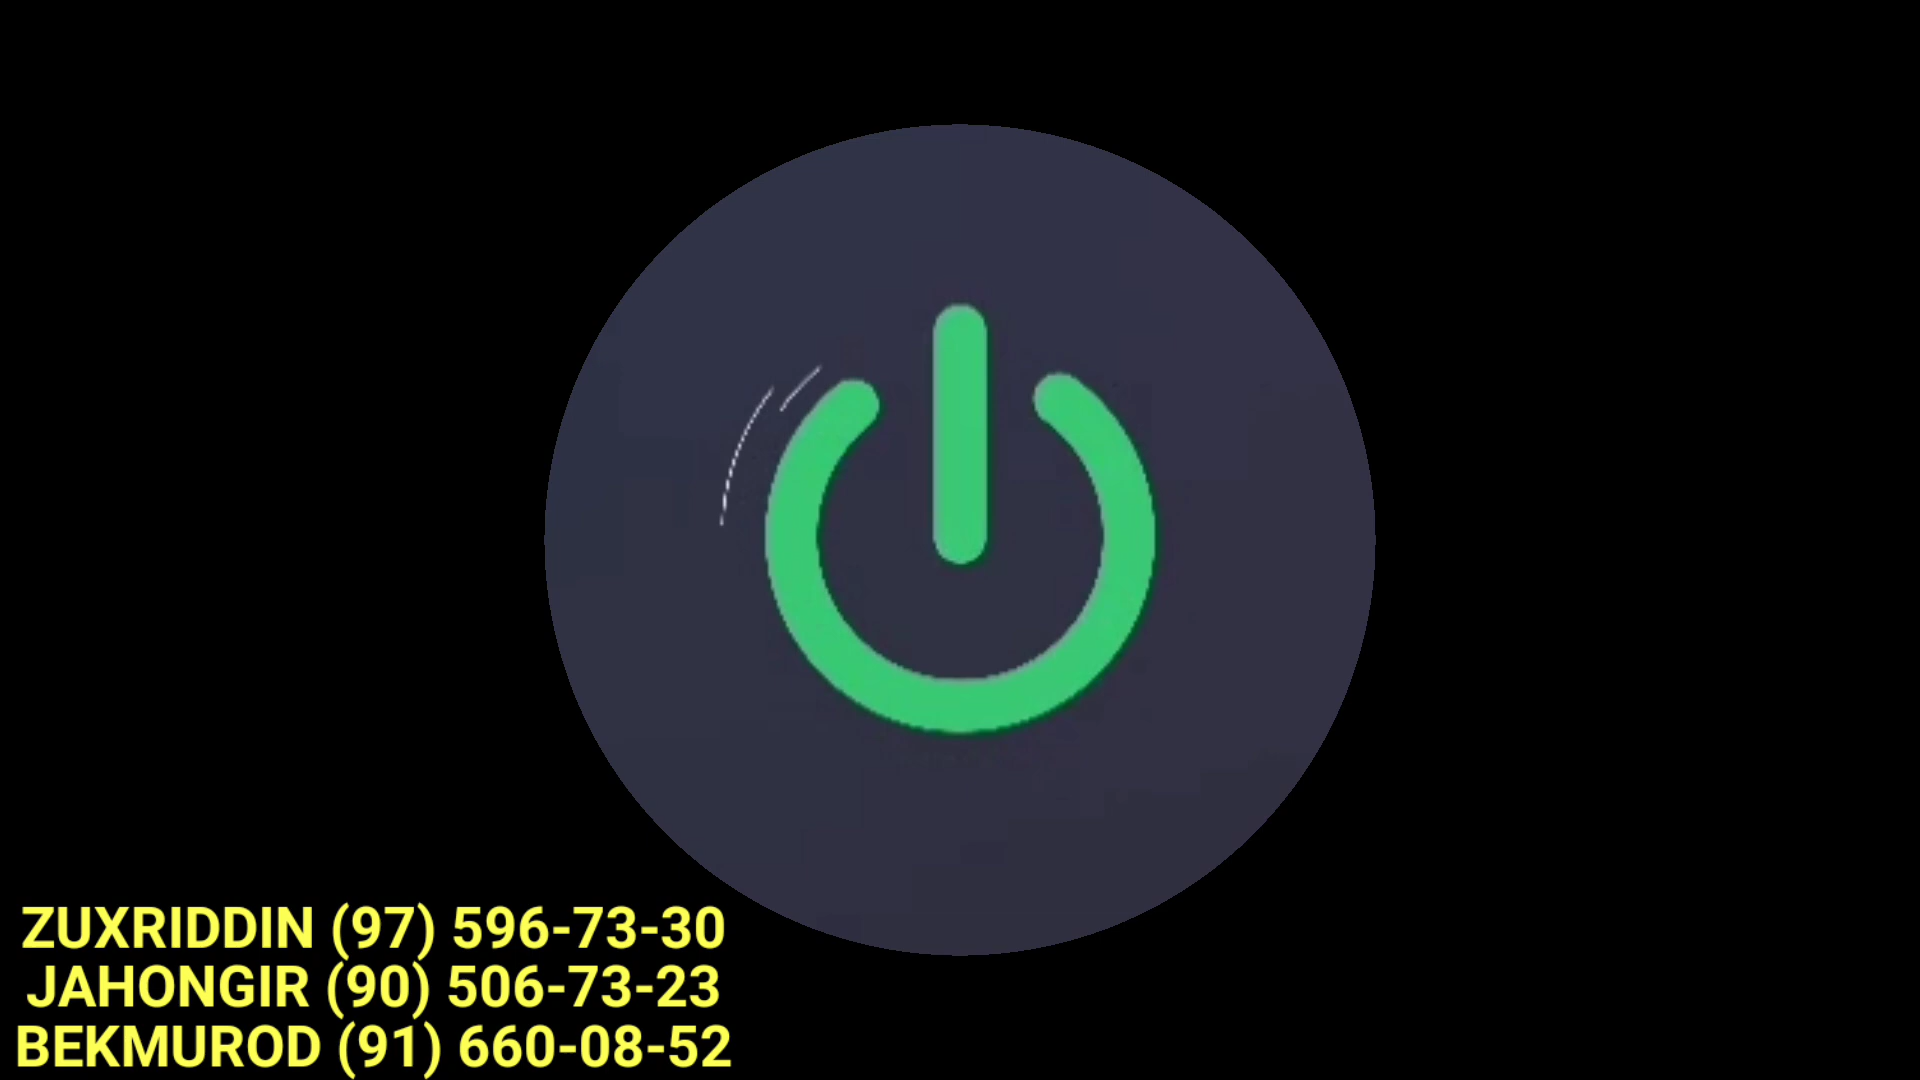 ZUXRIDDIN (97) 596-73-30
JAHONGIR (90) 506-73-23
BEKMUROD (91) 660-08-52